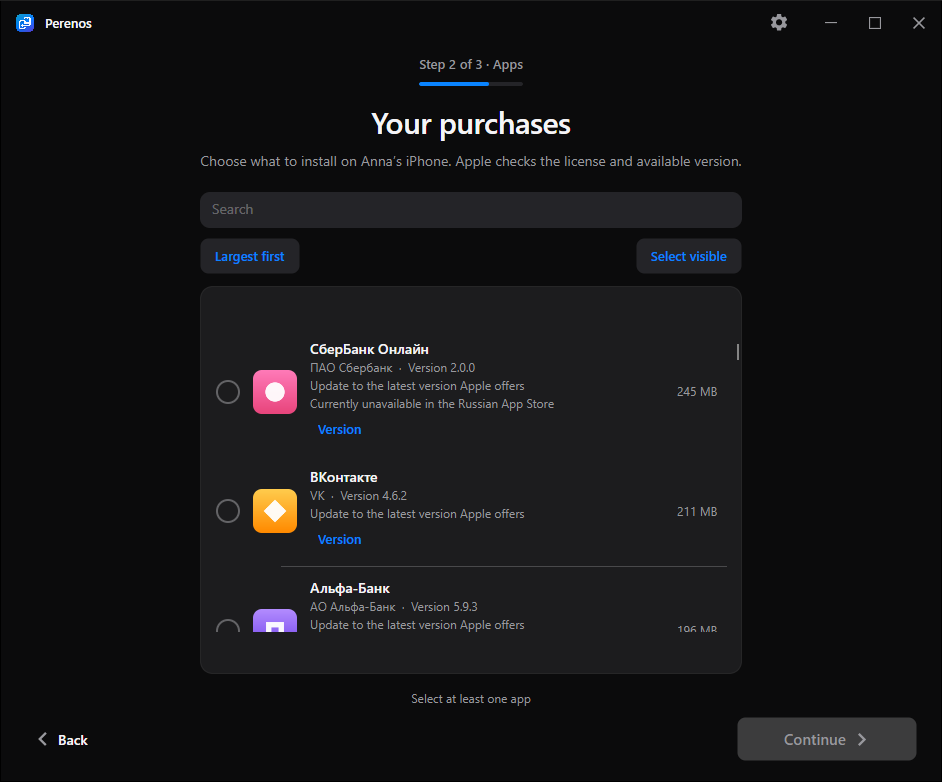 Perenos
Step 2 of 3 · Apps
Your purchases
Choose what to install on Anna's iPhone. Apple checks the license and available version.
Search
Largest first
Select visible
СберБанк Онлайн
ПАО Сбербанк · Version 2.0.0
Update to the latest version Apple offers
Currently unavailable in the Russian App Store
245 MB
Version
ВКонтакте
VK · Version 4.6.2
Update to the latest version Apple offers
211 MB
Version
Альфа-Банк
АО Альфа-Банк · Version 5.9.3
Update to the latest version Apple offers
196 MB
Select at least one app
Back
Continue